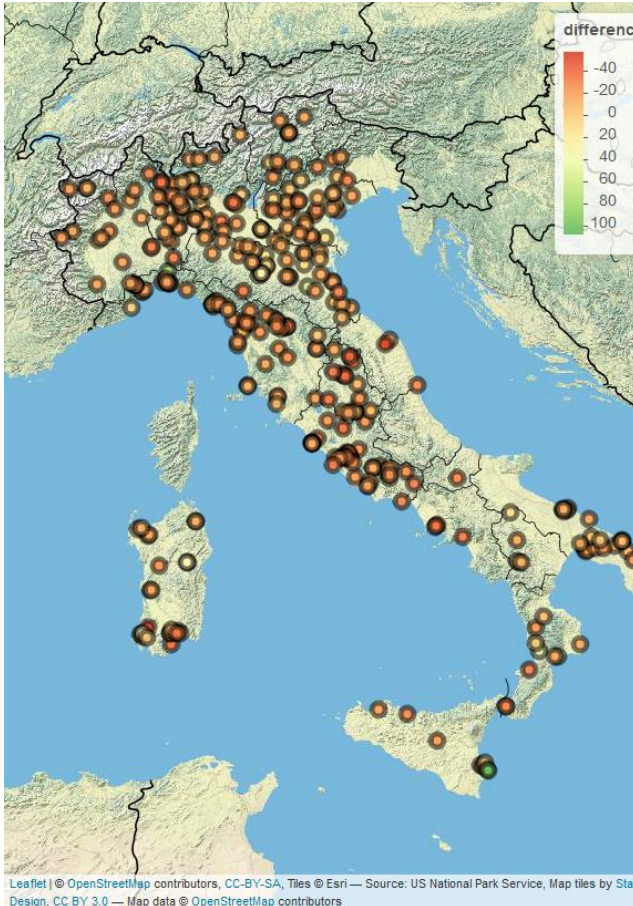 differenc
-40
-20
0
20
40
60
80
100
Leaflet | © OpenStreetMap contributors, CC-BY-SA, Tiles © Esri — Source: US National Park Service, Map tiles by Sta
Design, CC BY 3.0 — Map data © OpenStreetMap contributors